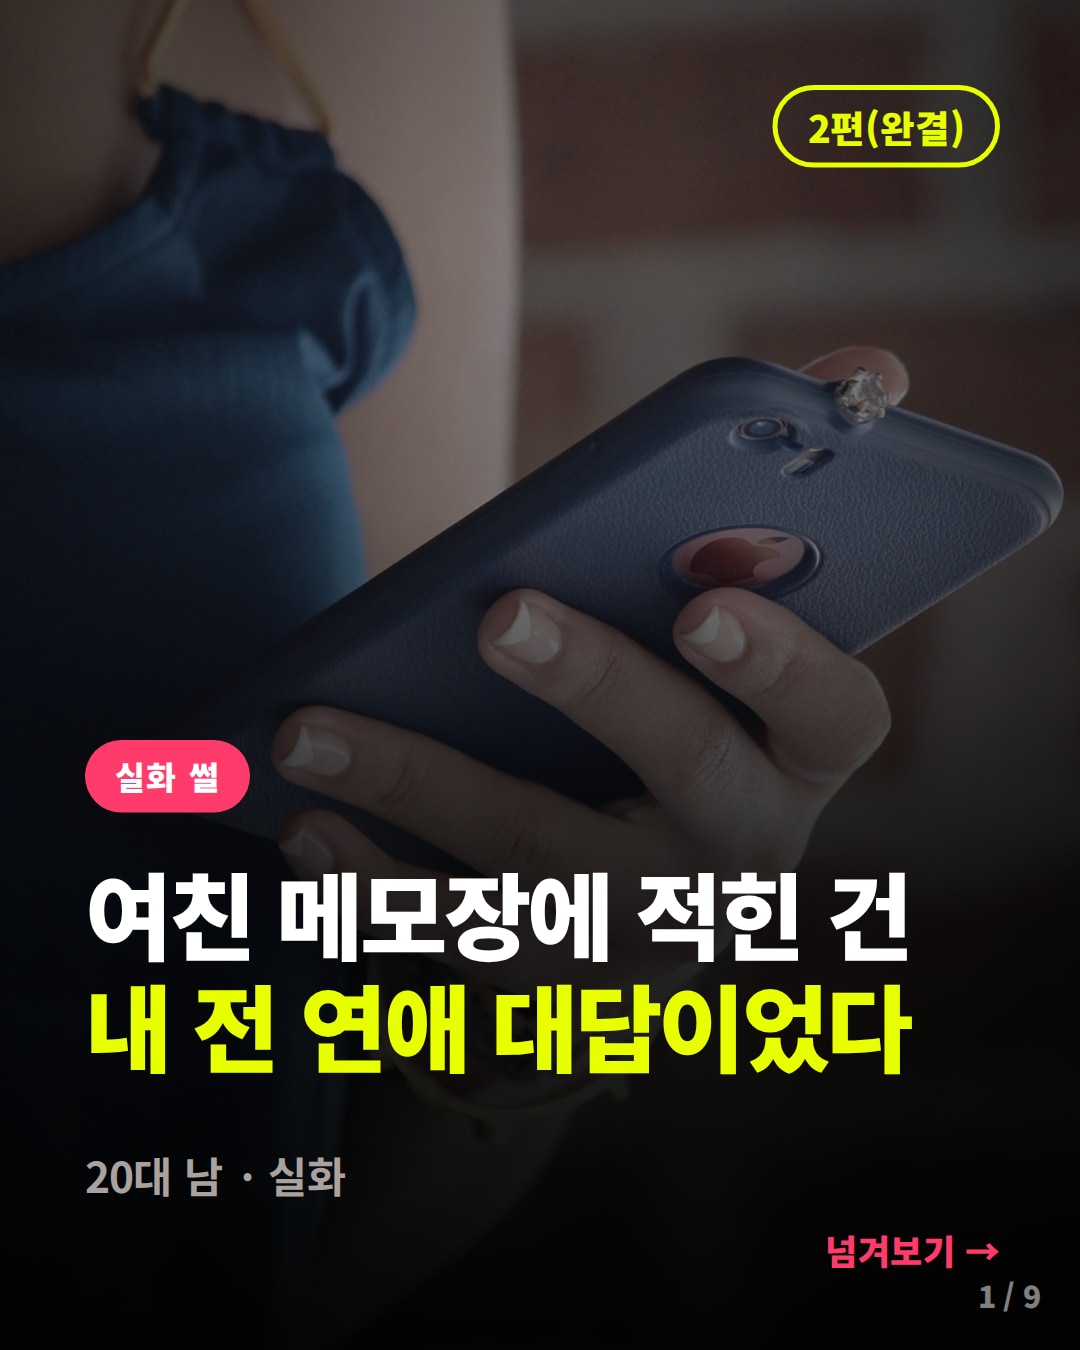 2편(완결)
실화 썰
여친 메모장에 적힌 건
내 전 연애 대답이었다
20대 남 · 실화
넘겨보기 →
1 / 9